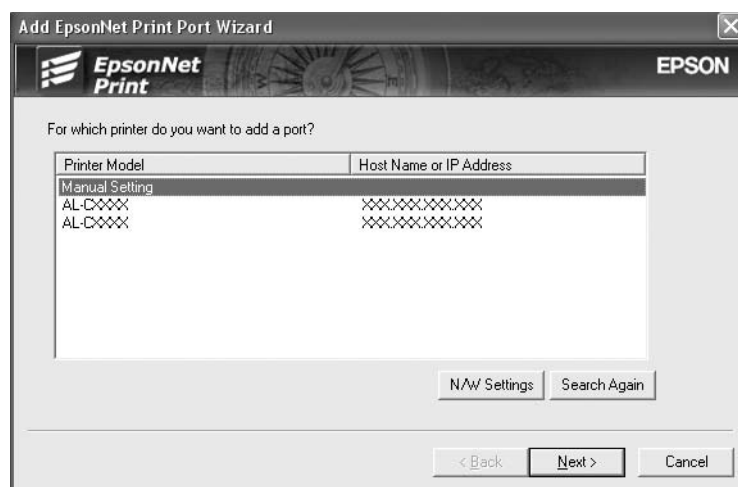 Add EpsonNet Print Port Wizard
EpsonNet
Print
EPSON
For which printer do you want to add a port?
Printer Model Host Name or IP Address
Manual Setting
AL-CXXXX XXX.XXX.XXX.XXX
AL-CXXXX XXX.XXX.XXX.XXX
N/W Settings Search Again
< Back Next > Cancel